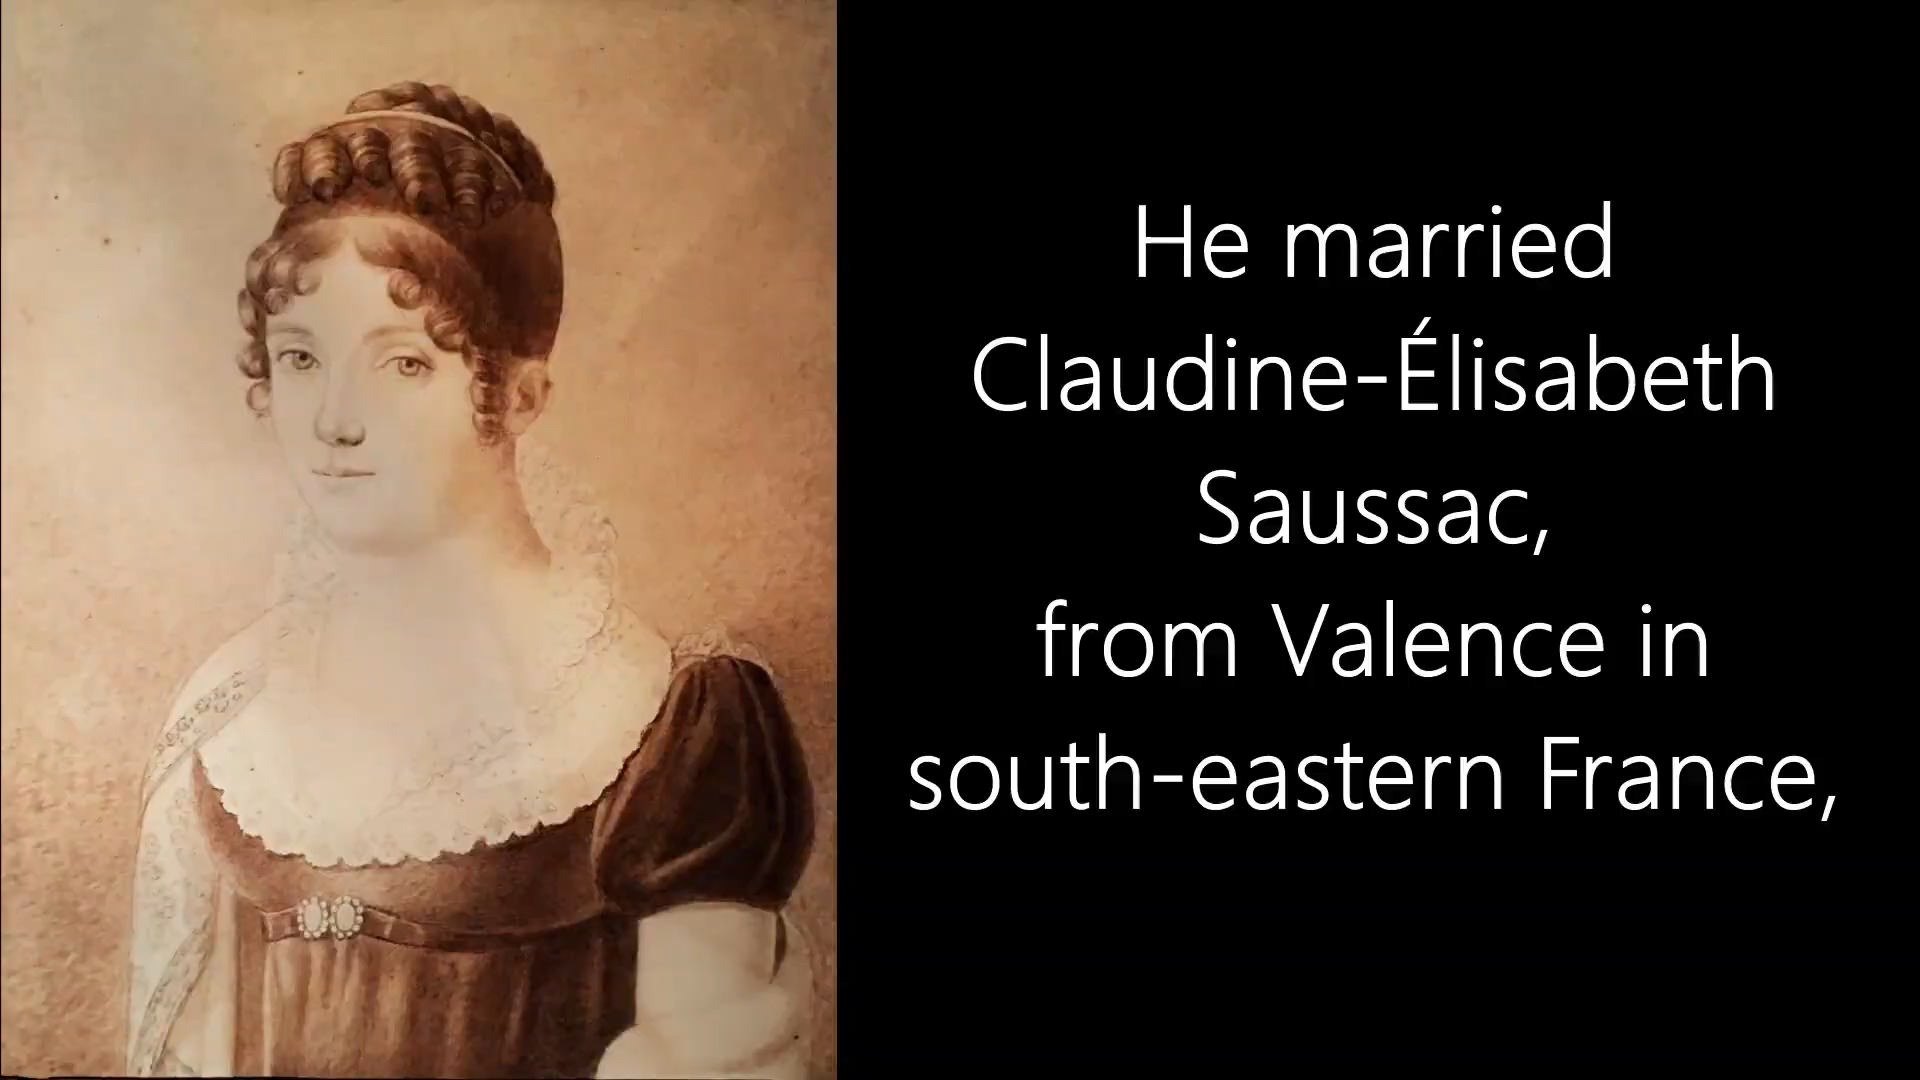 He married
Claudine-Élisabeth
Saussac,
from Valence in
south-eastern France,